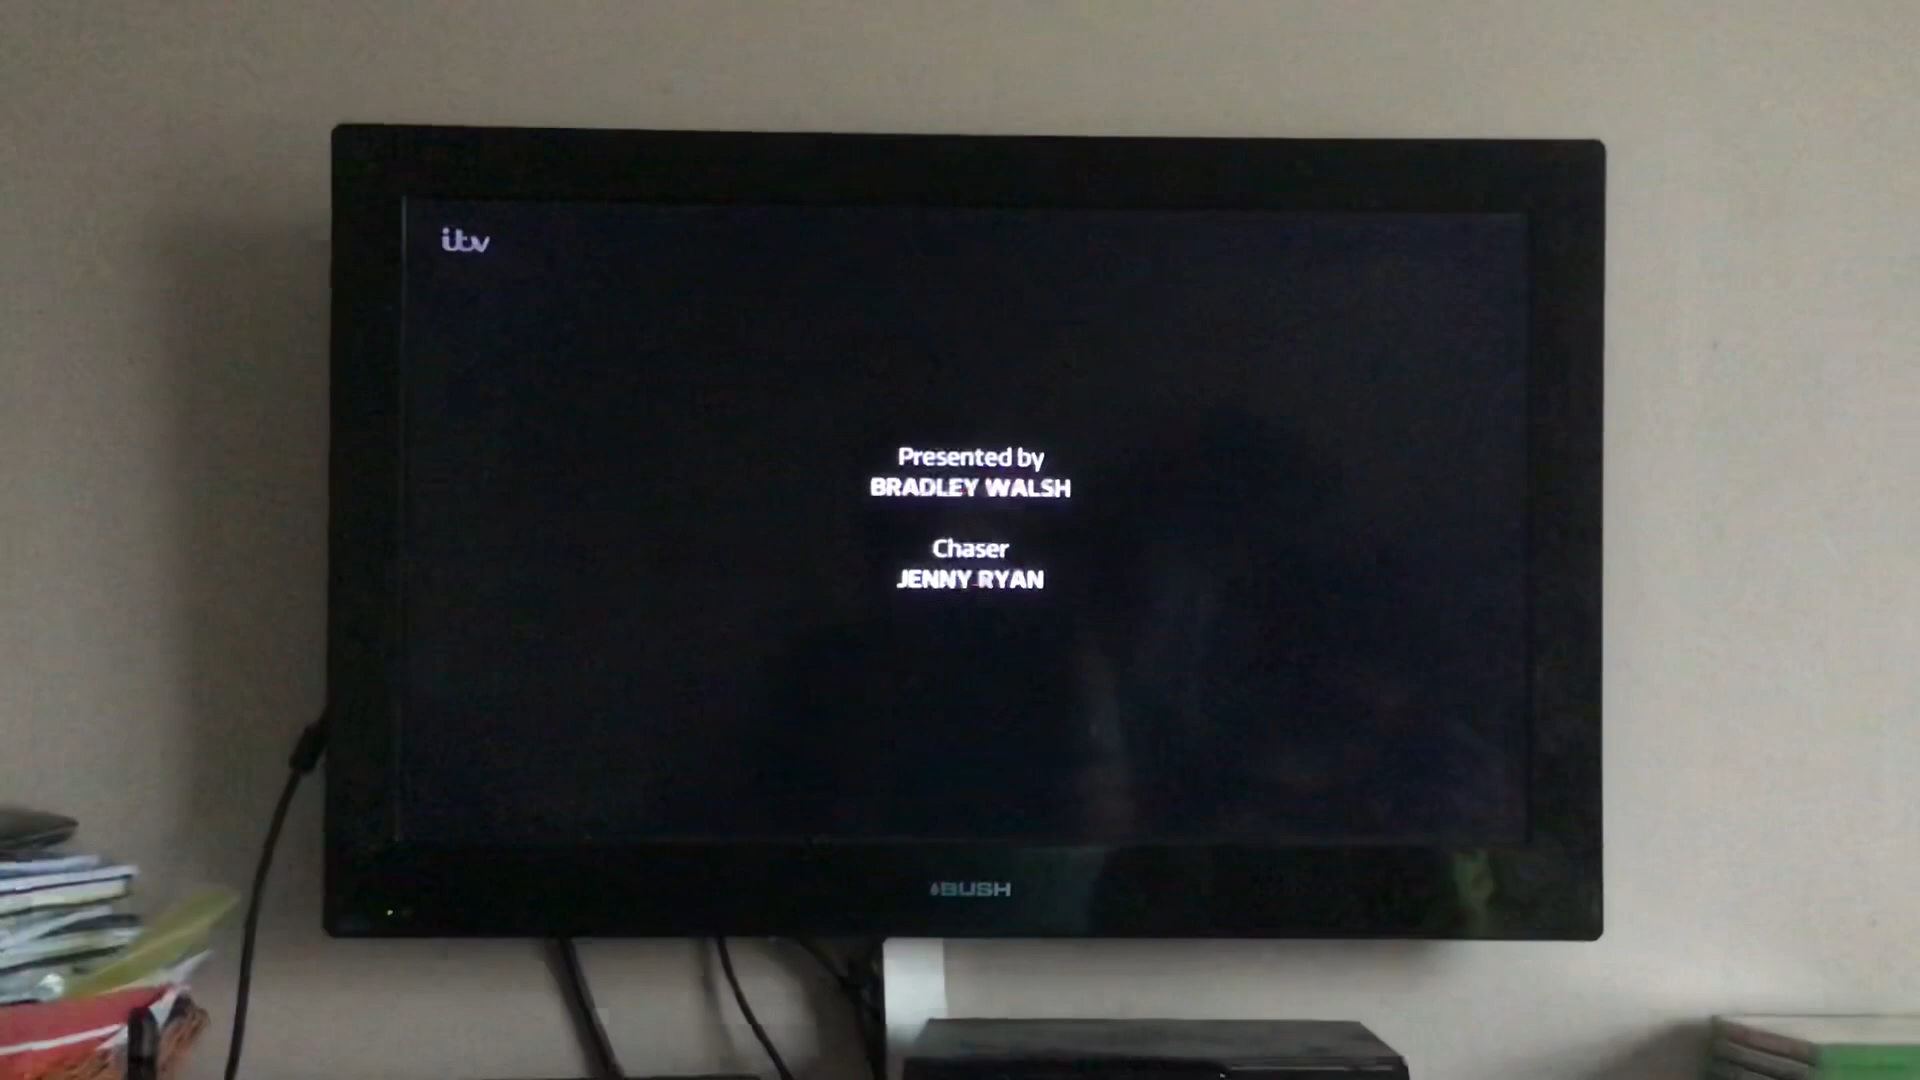 itv
Presented by
BRADLEY WALSH
Chaser
JENNY RYAN
BUSH